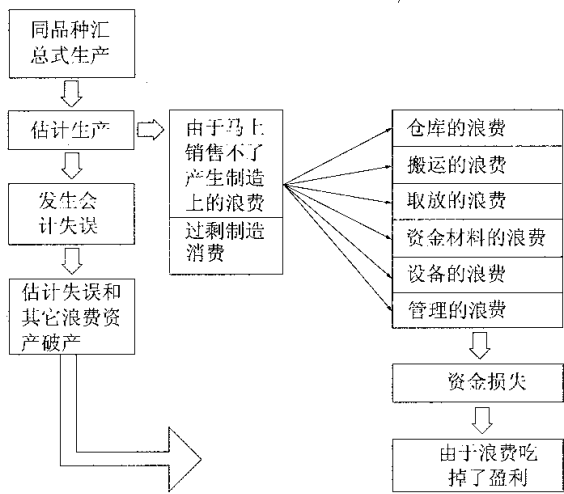 同品种汇
总式生产
估计生产
发生会
计失误
估计失误和
其它浪费资
产破产
由于马上
销售不了
产生制造
上的浪费
过剩制造
消费
仓库的浪费
搬运的浪费
取放的浪费
资金材料的浪费
设备的浪费
管理的浪费
资金损失
由于浪费吃
掉了盈利